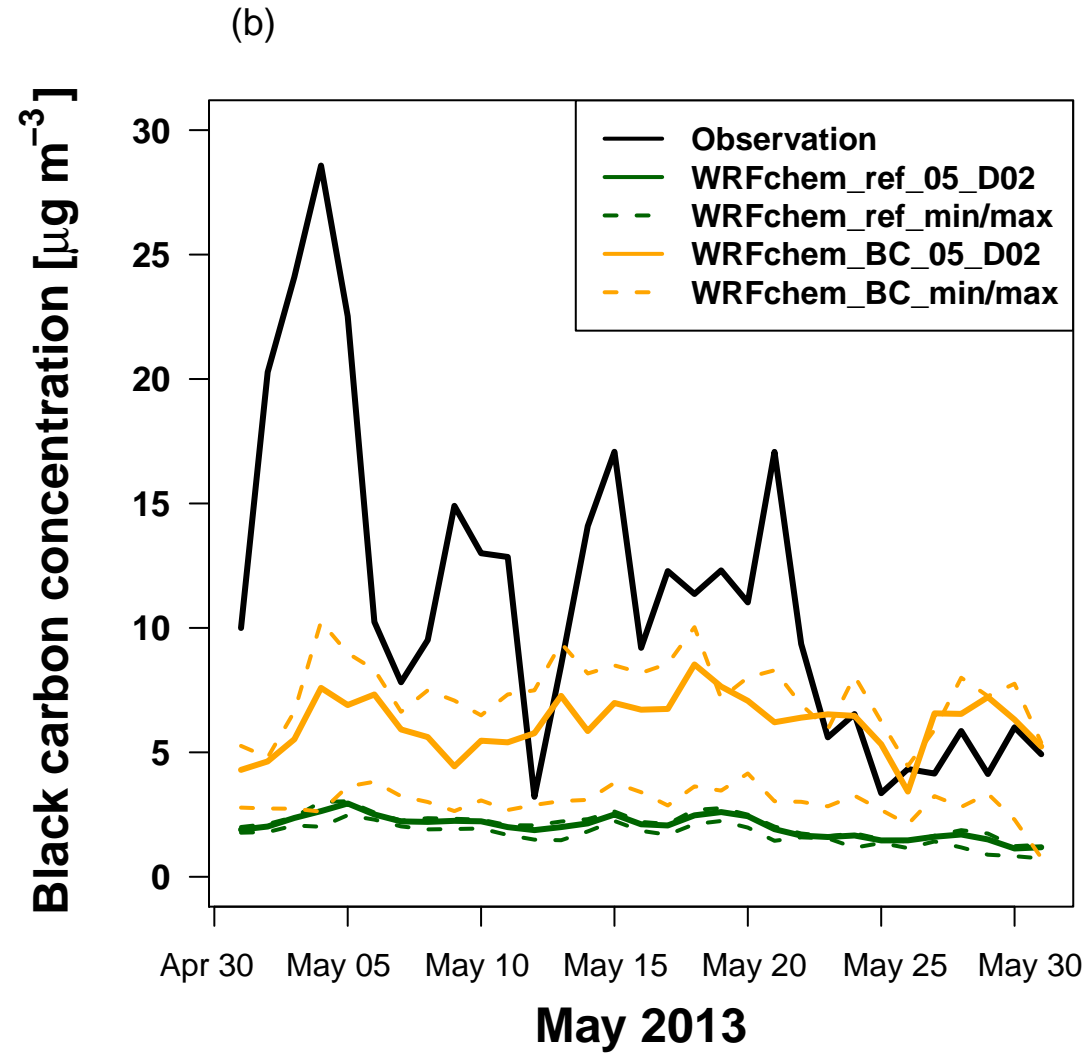 (b)
Black carbon concentration [μg m⁻³]
30
25
20
15
10
5
0
Observation
WRFchem_ref_05_D02
WRFchem_ref_min/max
WRFchem_BC_05_D02
WRFchem_BC_min/max
Apr 30 May 05 May 10 May 15 May 20 May 25 May 30
May 2013